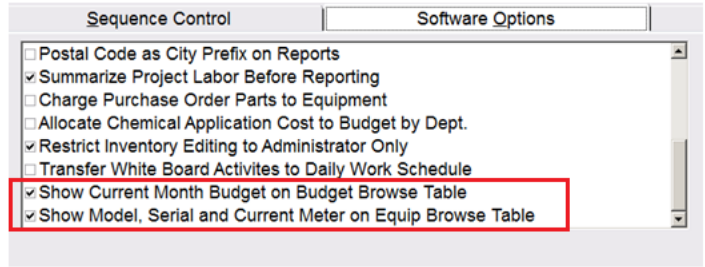 Sequence Control
Software Options
Postal Code as City Prefix on Reports
Summarize Project Labor Before Reporting
Charge Purchase Order Parts to Equipment
Allocate Chemical Application Cost to Budget by Dept.
Restrict Inventory Editing to Administrator Only
Transfer White Board Activites to Daily Work Schedule
Show Current Month Budget on Budget Browse Table
Show Model, Serial and Current Meter on Equip Browse Table